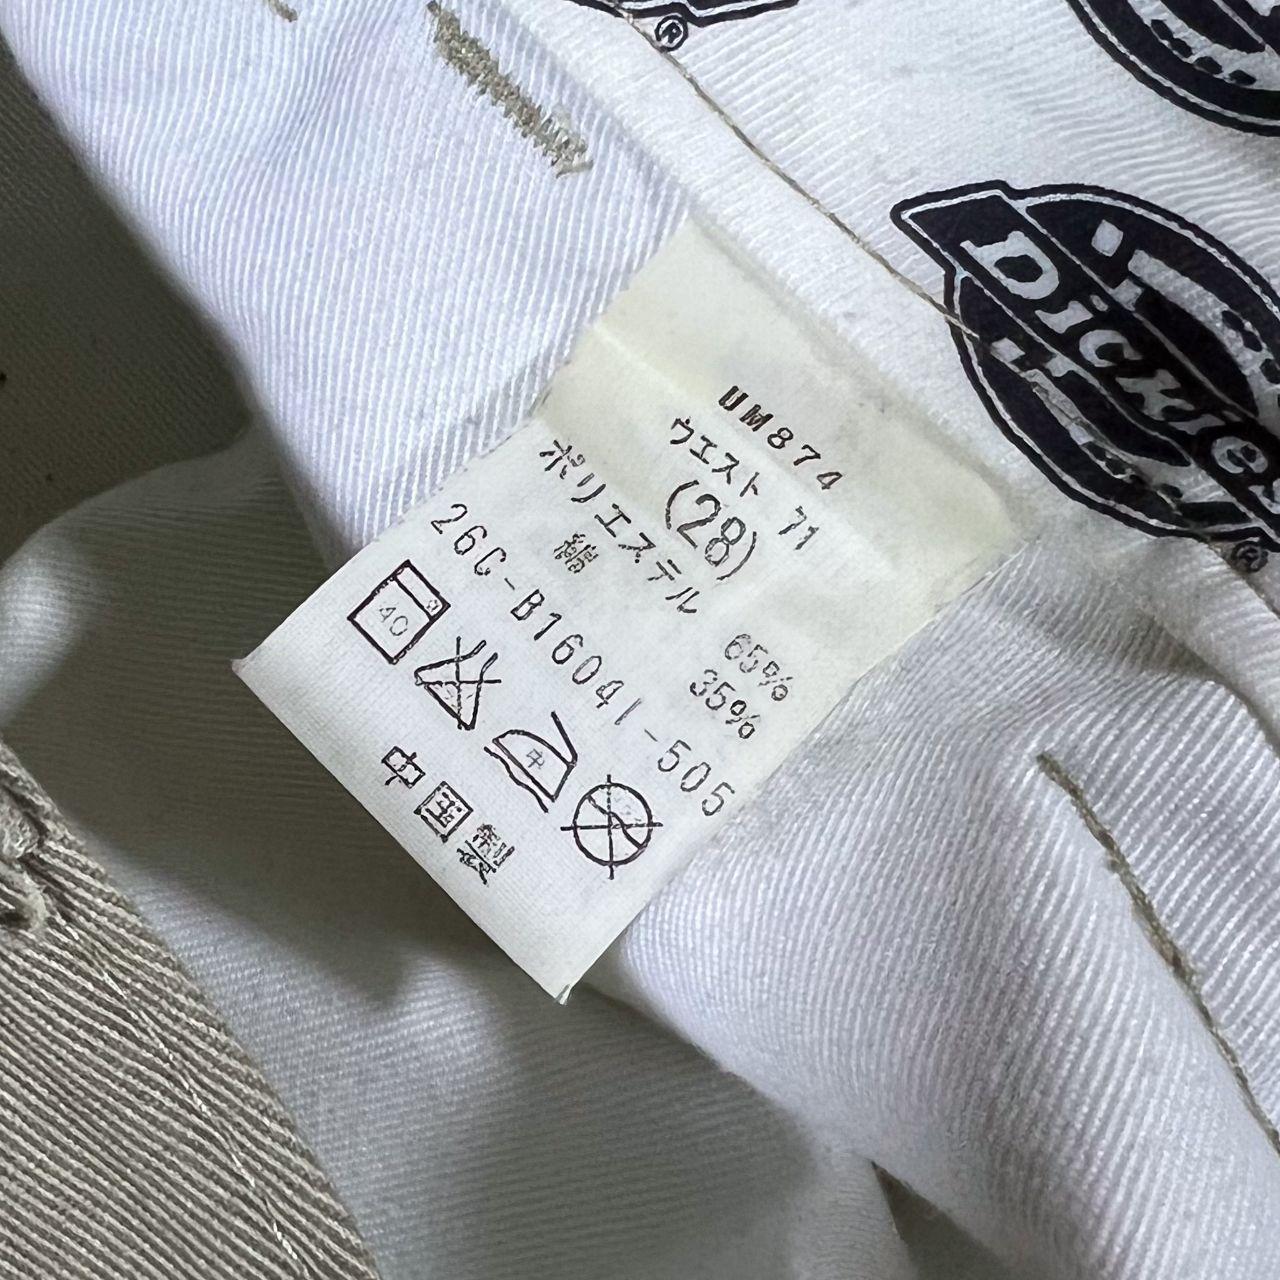 UM874
ウエスト 71
(28)
ポリエステル 65%
綿 35%
26C-B16041-505
40
中
中国製
Dickies
®
®